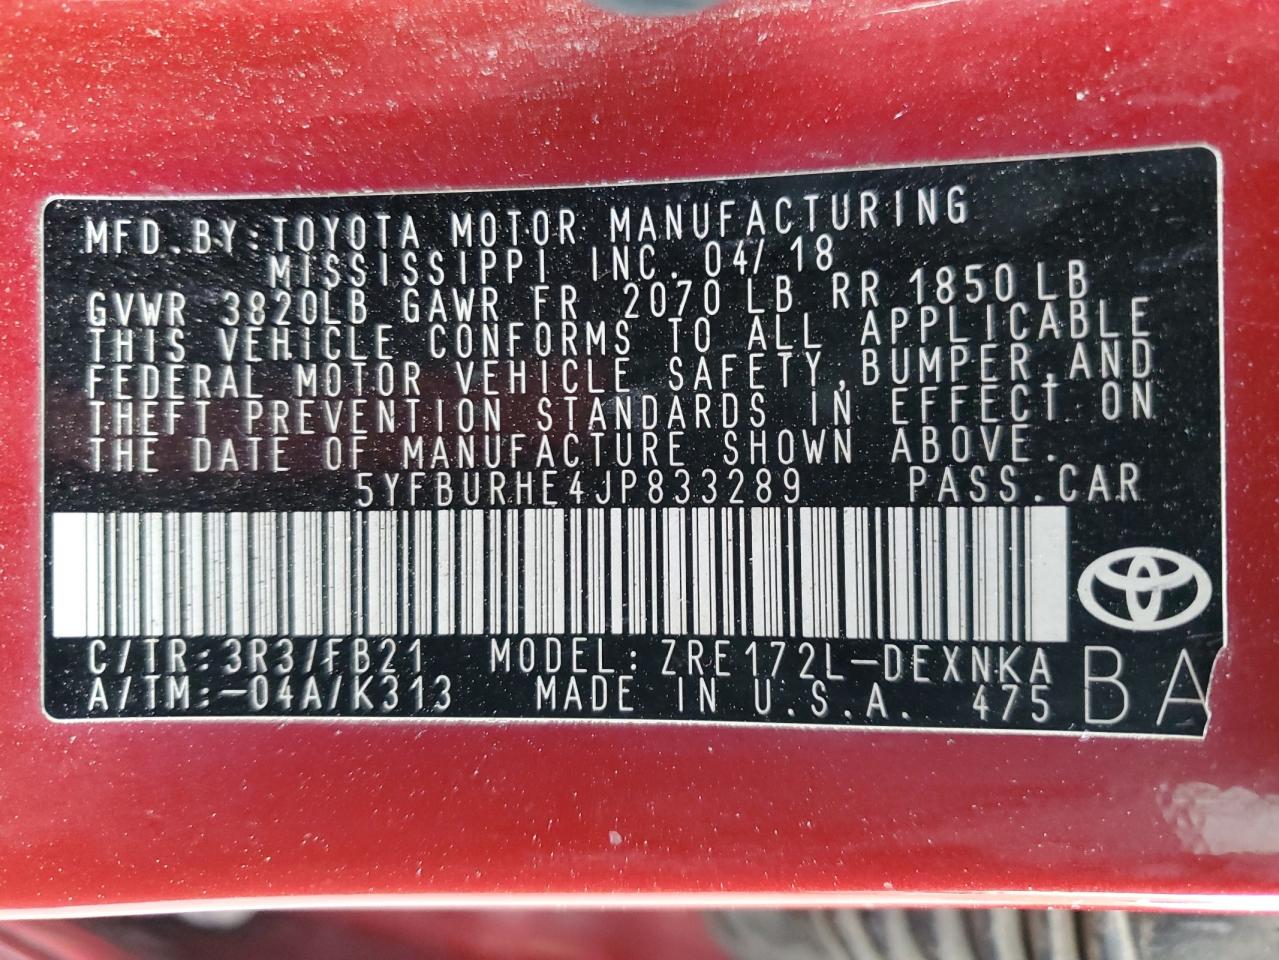 MFD.BY:TOYOTA MOTOR MANUFACTURING
MISSISSIPPI INC. 04/18
GVWR 3820LB GAWR FR 2070 LB RR 1850 LB
THIS VEHICLE CONFORMS TO ALL APPLICABLE
FEDERAL MOTOR VEHICLE SAFETY,BUMPER,AND
THEFT PREVENTION STANDARDS IN EFFECT ON
THE DATE OF MANUFACTURE SHOWN ABOVE.
5YFBURHE4JP833289 PASS.CAR
C/TR:3R3/FB21 MODEL:ZRE172L-DEXNKA
A/TM:-04A/K313 MADE IN U.S.A. 475 BA